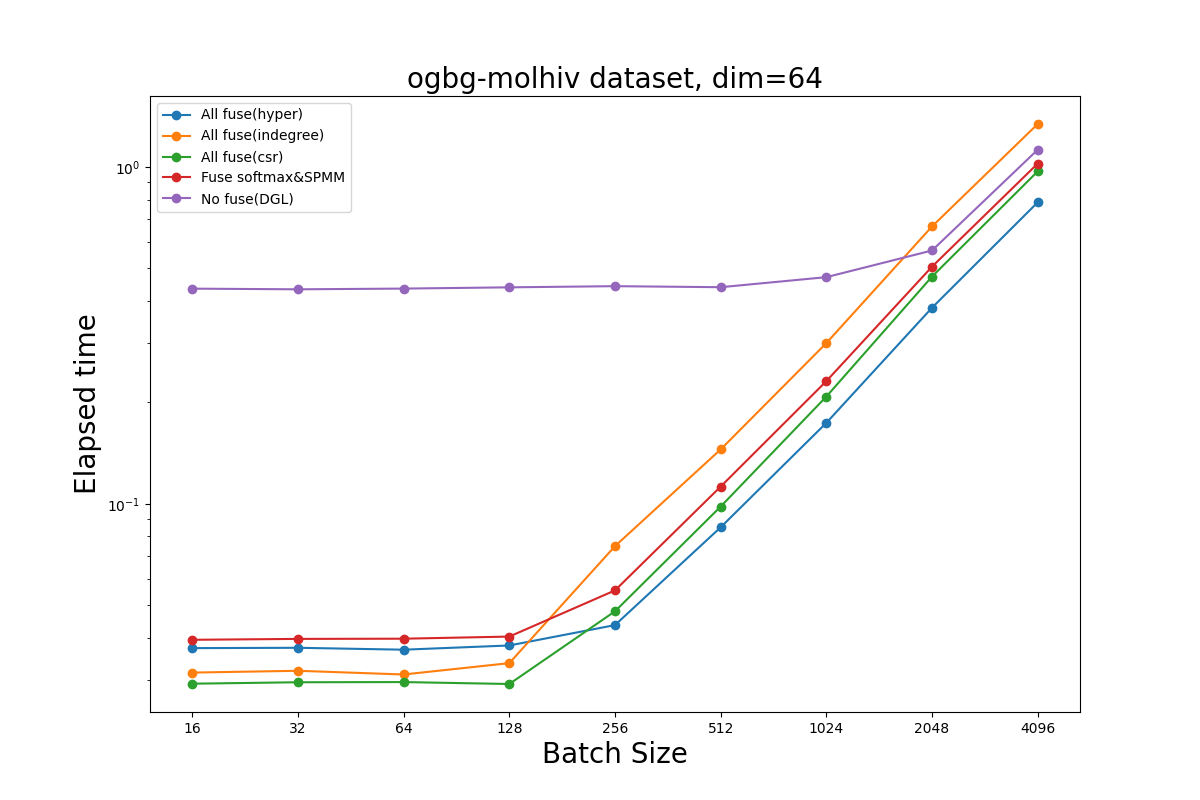 ogbg-molhiv dataset, dim=64
All fuse(hyper)
All fuse(indegree)
All fuse(csr)
Fuse softmax&SPMM
No fuse(DGL)
10⁰
10⁻¹
Elapsed time
16 32 64 128 256 512 1024 2048 4096
Batch Size